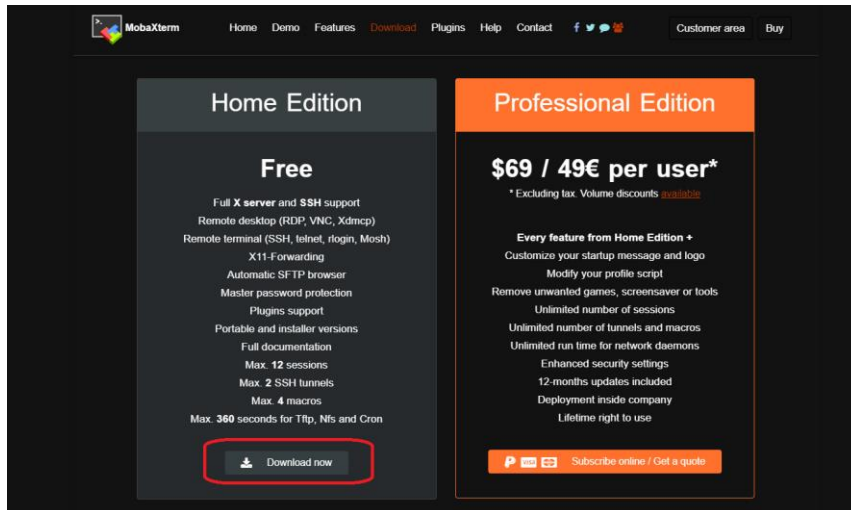 MobaXterm Home Demo Features Download Plugins Help Contact Customer area Buy
Home Edition
Free
Full X server and SSH support
Remote desktop (RDP, VNC, Xdmcp)
Remote terminal (SSH, telnet, rlogin, Mosh)
X11-Forwarding
Automatic SFTP browser
Master password protection
Plugins support
Portable and installer versions
Full documentation
Max. 12 sessions
Max. 2 SSH tunnels
Max. 4 macros
Max. 360 seconds for Tftp, Nfs and Cron
Download now
Professional Edition
$69 / 49€ per user*
* Excluding tax. Volume discounts available
Every feature from Home Edition +
Customize your startup message and logo
Modify your profile script
Remove unwanted games, screensaver or tools
Unlimited number of sessions
Unlimited number of tunnels and macros
Unlimited run time for network daemons
Enhanced security settings
12-months updates included
Deployment inside company
Lifetime right to use
VISA Subscribe online / Get a quote